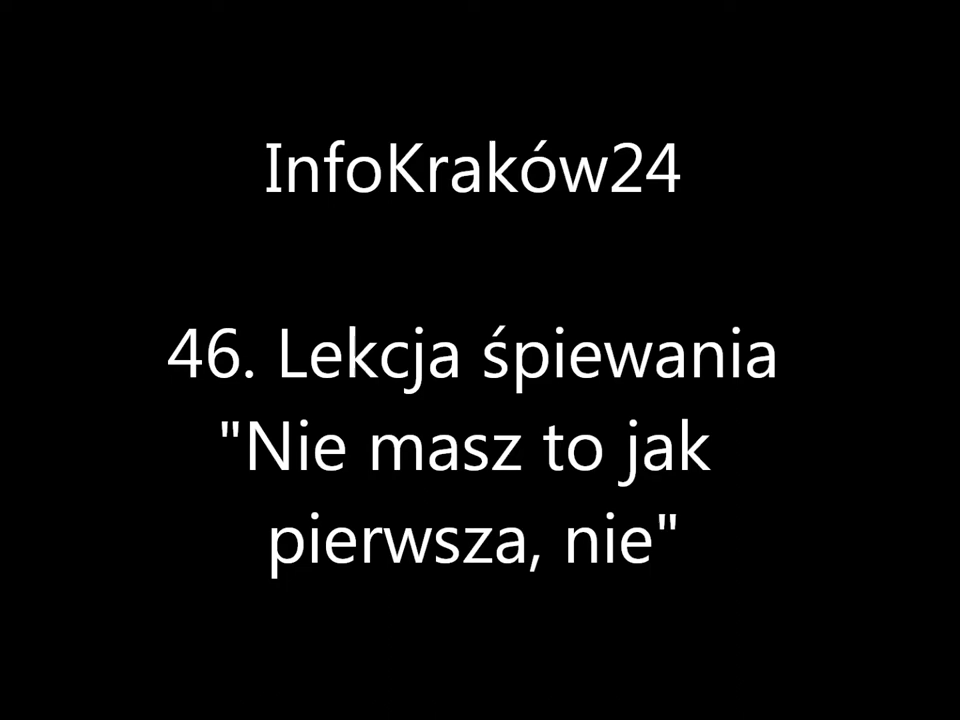 InfoKraków24
46. Lekcja śpiewania
"Nie masz to jak
pierwsza, nie"